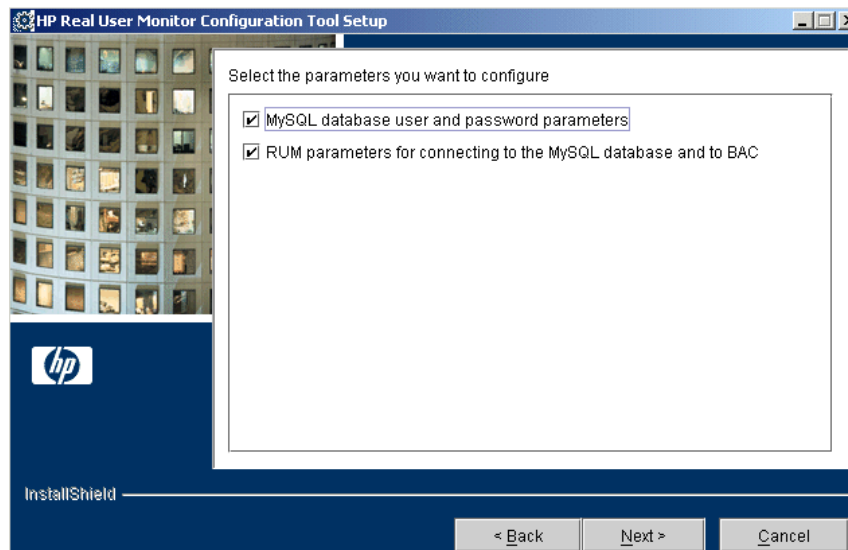 HP Real User Monitor Configuration Tool Setup
Select the parameters you want to configure
MySQL database user and password parameters
RUM parameters for connecting to the MySQL database and to BAC
hp
InstallShield
< Back
Next >
Cancel